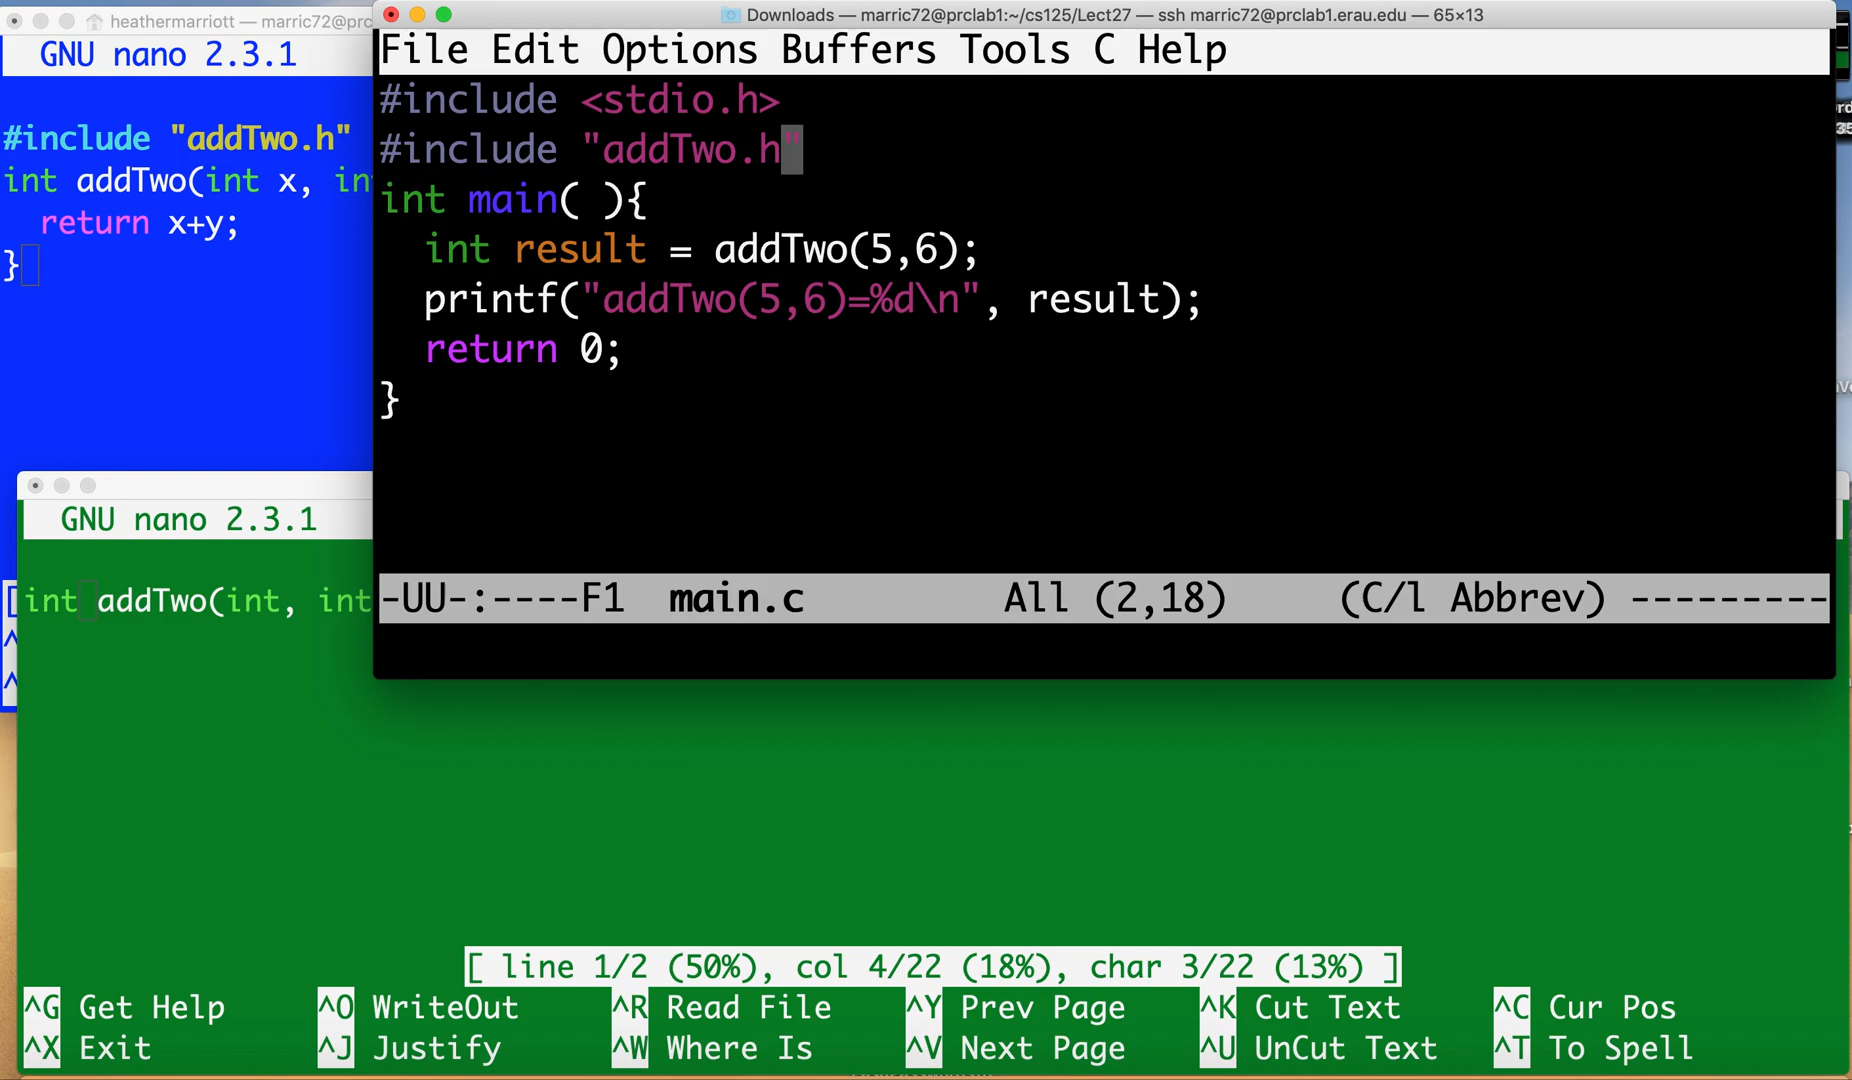 heathermarriott — marric72@prc
GNU nano 2.3.1
#include "addTwo.h"
int addTwo(int x, in
return x+y;
}
Downloads — marric72@prclab1:~/cs125/Lect27 — ssh marric72@prclab1.erau.edu — 65×13
File Edit Options Buffers Tools C Help
#include <stdio.h>
#include "addTwo.h"
int main( ){
int result = addTwo(5,6);
printf("addTwo(5,6)=%d\n", result);
return 0;
}
-UU-:----F1 main.c All (2,18) (C/l Abbrev) ---------
GNU nano 2.3.1
int addTwo(int, int
[ line 1/2 (50%), col 4/22 (18%), char 3/22 (13%) ]
^G Get Help ^O WriteOut ^R Read File ^Y Prev Page ^K Cut Text ^C Cur Pos
^X Exit ^J Justify ^W Where Is ^V Next Page ^U UnCut Text ^T To Spell